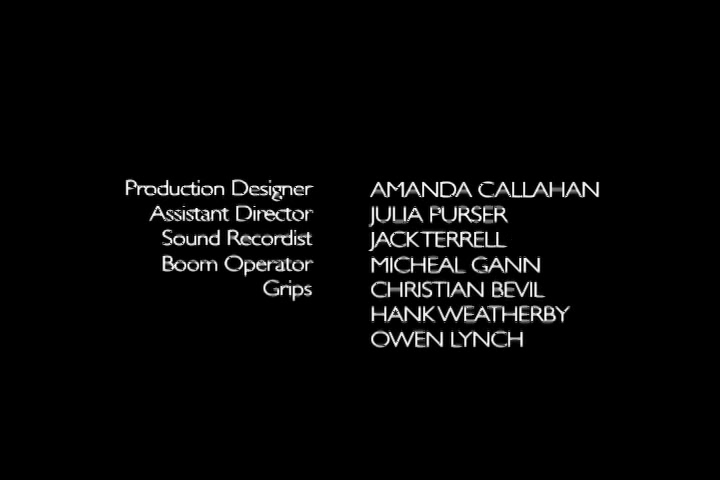 Production Designer AMANDA CALLAHAN
Assistant Director JULIA PURSER
Sound Recordist JACK TERRELL
Boom Operator MICHEAL GANN
Grips CHRISTIAN BEVIL
HANK WEATHERBY
OWEN LYNCH